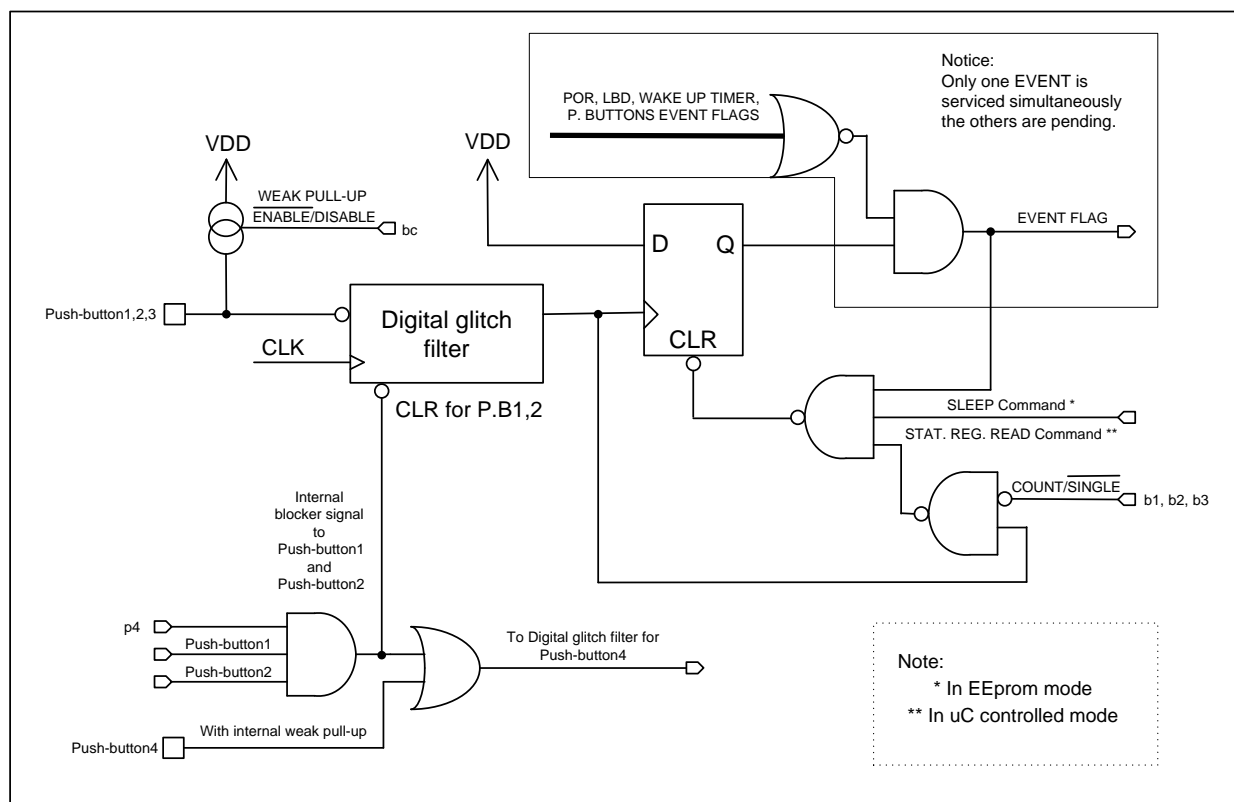 Notice:
Only one EVENT is
serviced simultaneously
the others are pending.
POR, LBD, WAKE UP TIMER,
P. BUTTONS EVENT FLAGS
VDD
VDD
WEAK PULL-UP
ENABLE/DISABLE
bc
EVENT FLAG
D
Q
CLR
Push-button1,2,3
Digital glitch
filter
CLK
CLR for P.B1,2
SLEEP Command *
STAT. REG. READ Command **
COUNT/SINGLE
b1, b2, b3
Internal
blocker signal
to
Push-button1
and
Push-button2
p4
Push-button1
Push-button2
To Digital glitch filter for
Push-button4
With internal weak pull-up
Push-button4
Note:
* In EEprom mode
** In uC controlled mode